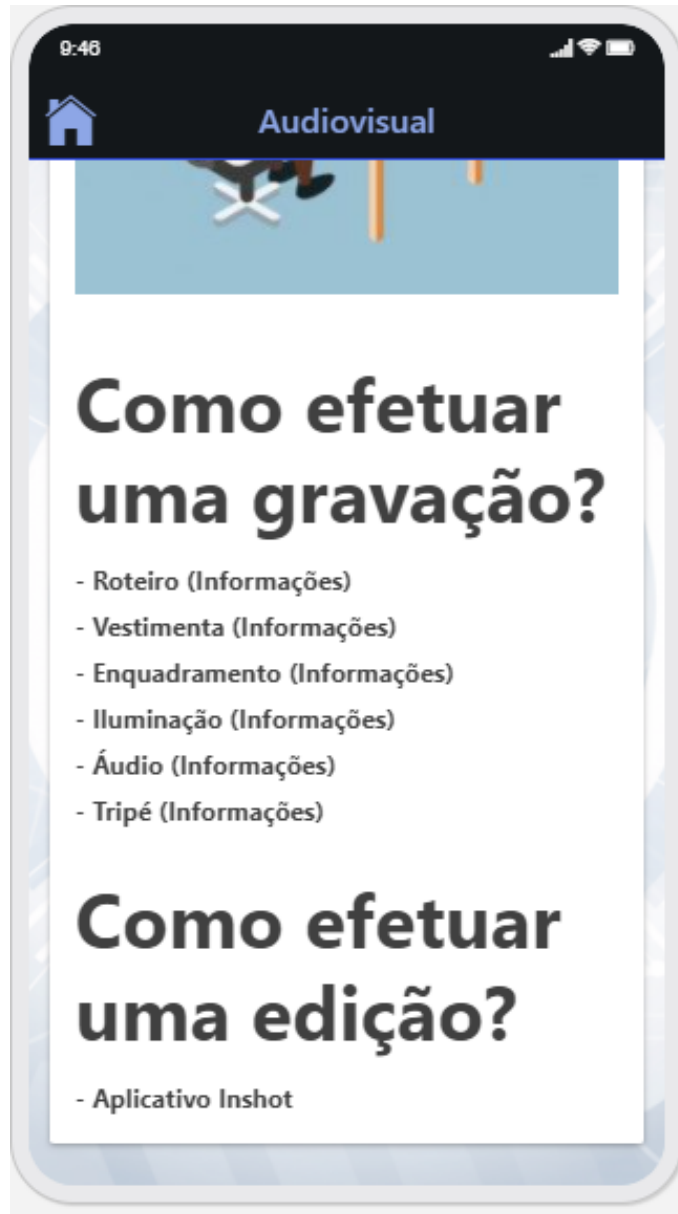 9:46
Audiovisual
Como efetuar
uma gravação?
- Roteiro (Informações)
- Vestimenta (Informações)
- Enquadramento (Informações)
- Iluminação (Informações)
- Áudio (Informações)
- Tripé (Informações)
Como efetuar
uma edição?
- Aplicativo Inshot